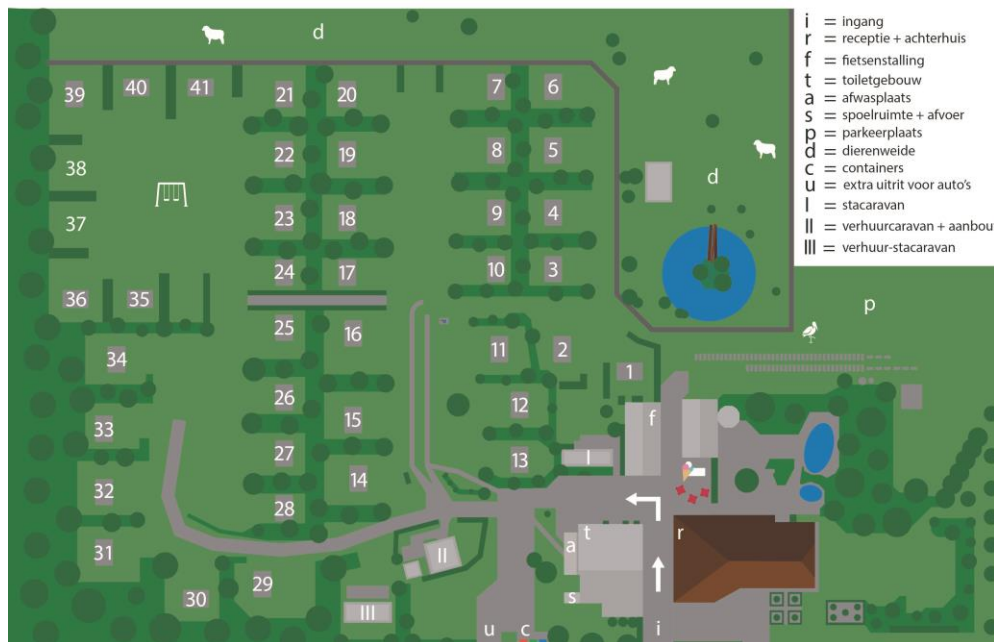 i = ingang
r = receptie + achterhuis
f = fietsenstalling
t = toiletgebouw
a = afwasplaats
s = spoelruimte + afvoer
p = parkeerplaats
d = dierenweide
c = containers
u = extra uitrit voor auto's
I = stacaravan
II = verhuurcaravan + aanbouw
III = verhuur-stacaravan
d
39 40 41 21 20 7 6
38 22 19 8 5
d
37 23 18 9 4
36 35 24 17 10 3
p
34 25 16 11 2
1
33 26 15 12
f
32 27 14 13 I
31 28
II a t r
30 29
III s
u c i